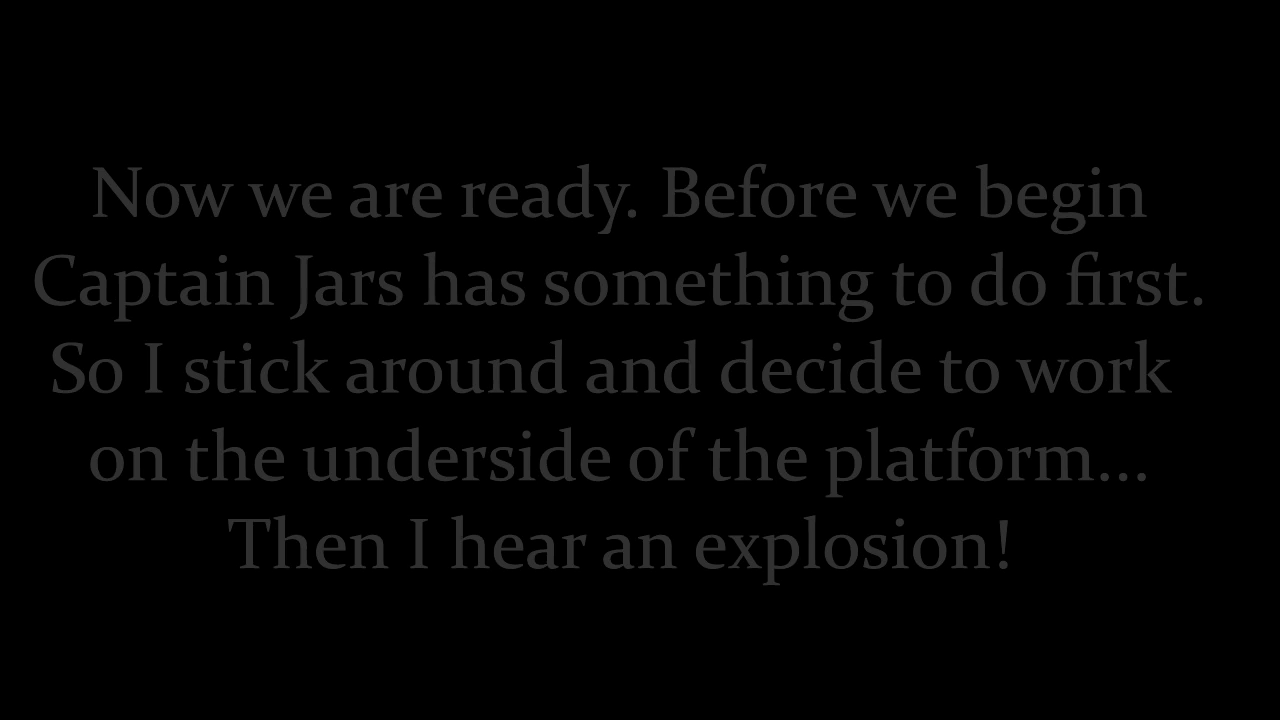 Now we are ready. Before we begin
Captain Jars has something to do first.
So I stick around and decide to work
on the underside of the platform...
Then I hear an explosion!